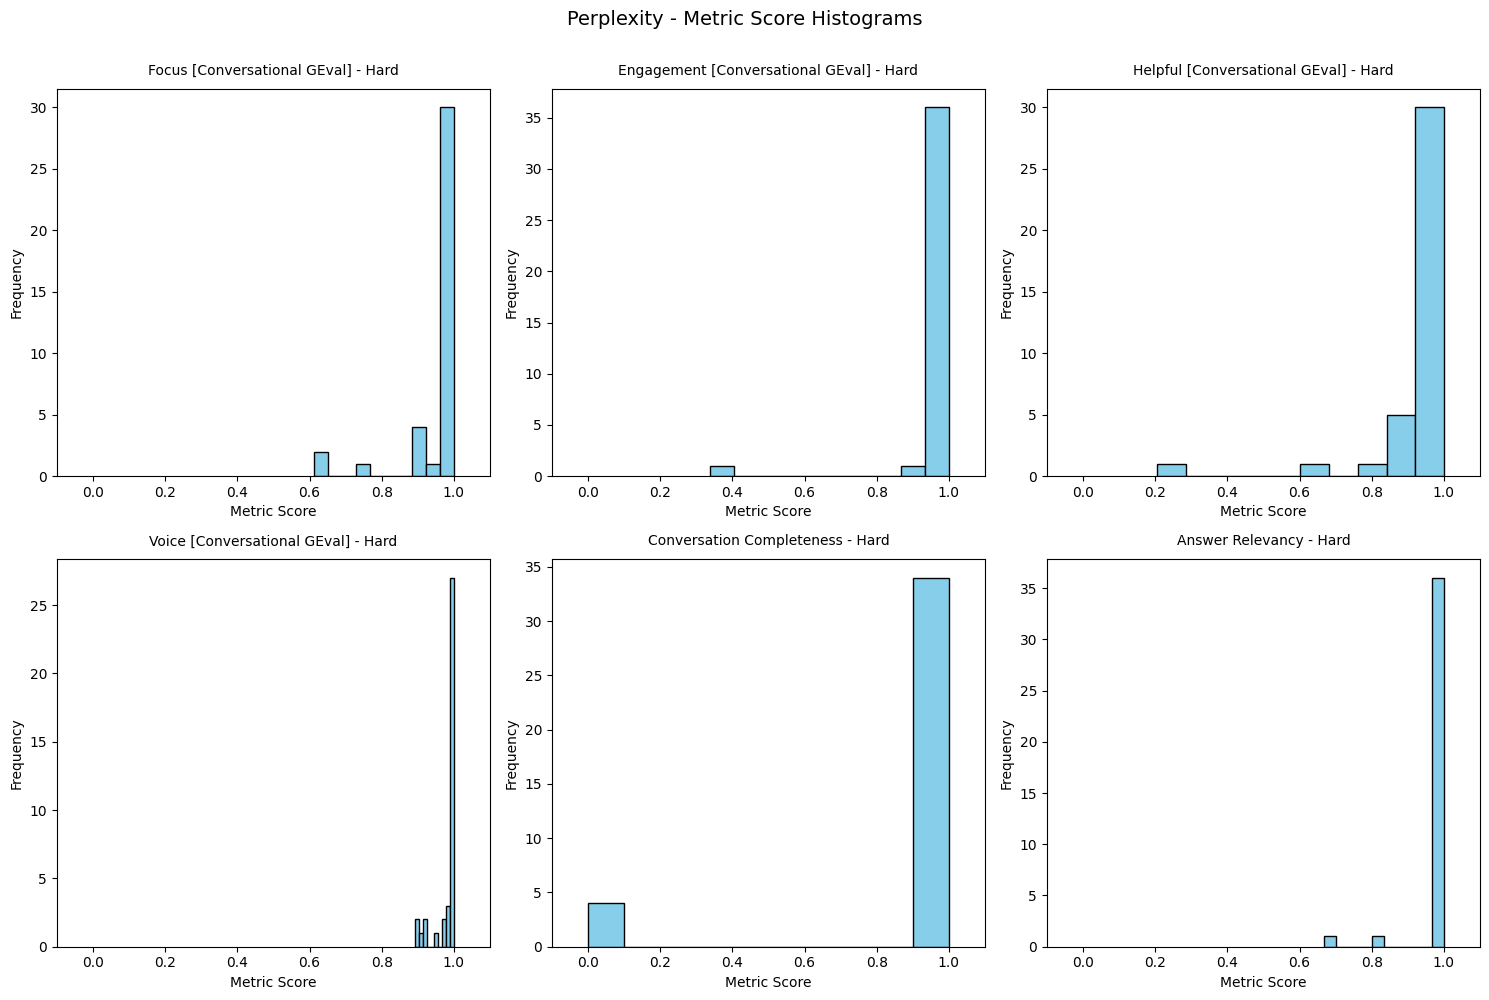 Perplexity - Metric Score Histograms
Focus [Conversational GEval] - Hard
30
25
20
15
10
5
0
Frequency
0.0 0.2 0.4 0.6 0.8 1.0
Metric Score
Engagement [Conversational GEval] - Hard
35
30
25
20
15
10
5
0
Frequency
0.0 0.2 0.4 0.6 0.8 1.0
Metric Score
Helpful [Conversational GEval] - Hard
30
25
20
15
10
5
0
Frequency
0.0 0.2 0.4 0.6 0.8 1.0
Metric Score
Voice [Conversational GEval] - Hard
25
20
15
10
5
0
Frequency
0.0 0.2 0.4 0.6 0.8 1.0
Metric Score
Conversation Completeness - Hard
35
30
25
20
15
10
5
0
Frequency
0.0 0.2 0.4 0.6 0.8 1.0
Metric Score
Answer Relevancy - Hard
35
30
25
20
15
10
5
0
Frequency
0.0 0.2 0.4 0.6 0.8 1.0
Metric Score